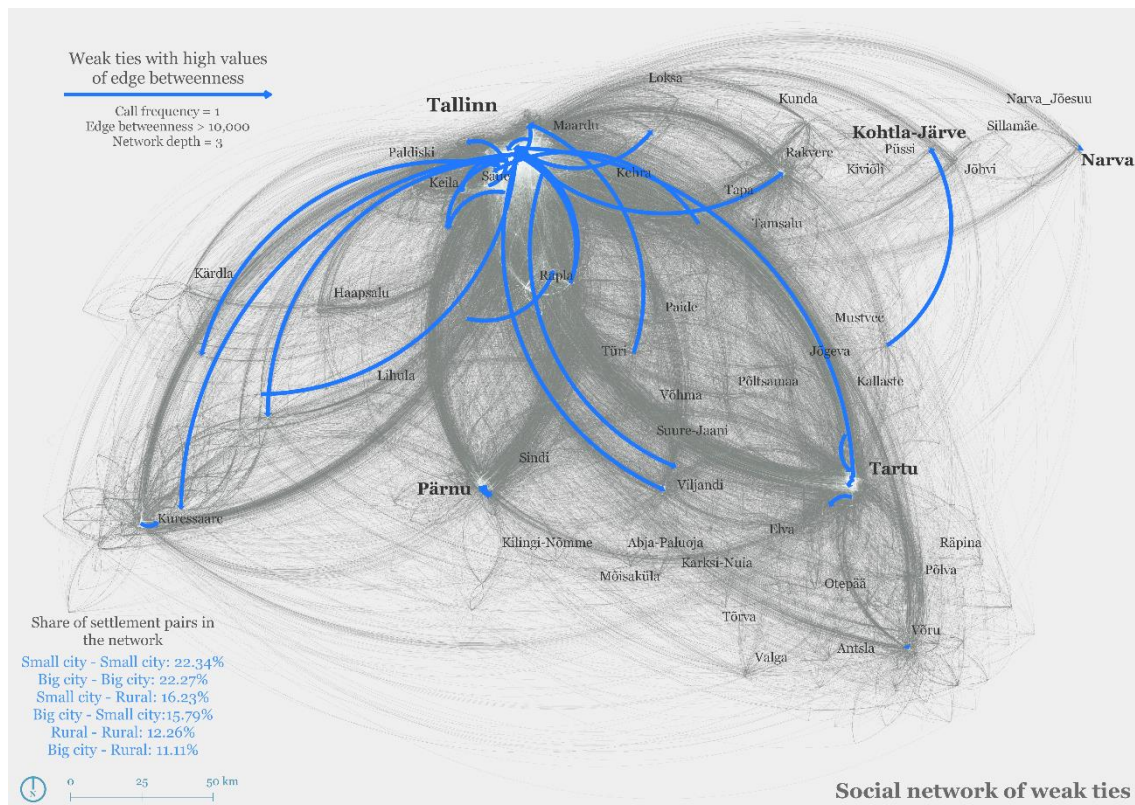 Weak ties with high values
of edge betweenness
Call frequency = 1
Edge betweenness > 10,000
Network depth = 3
Loksa
Tallinn
Kunda
Narva_Jõesuu
Maardu
Kohtla-Järve
Sillamäe
Paldiski
Rakvere
Püssi
Narva
Keila
Saue
Kehra
Kiviõli
Jõhvi
Tapa
Tamsalu
Kärdla
Rapla
Haapsalu
Paide
Mustvee
Türi
Jõgeva
Lihula
Põltsamaa
Kallaste
Võhma
Suure-Jaani
Sindi
Tartu
Pärnu
Viljandi
Kuressaare
Elva
Kilingi-Nõmme
Abja-Paluoja
Räpina
Karksi-Nuia
Mõisaküla
Põlva
Otepää
Tõrva
Võru
Antsla
Valga
Share of settlement pairs in
the network
Small city - Small city: 22.34%
Big city - Big city: 22.27%
Small city - Rural: 16.23%
Big city - Small city:15.79%
Rural - Rural: 12.26%
Big city - Rural: 11.11%
N
0 25 50 km
Social network of weak ties